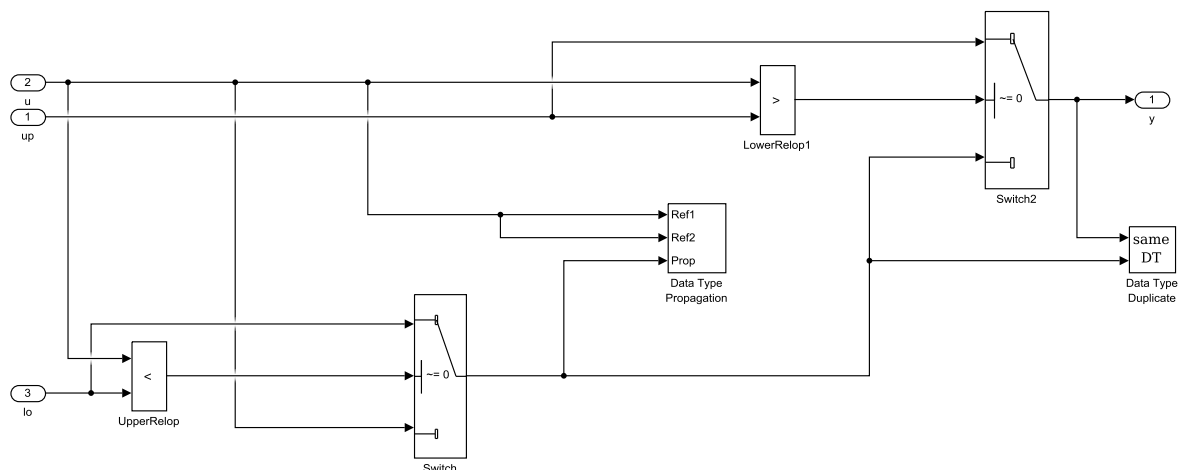 ~= 0
2
u
>
1
y
1
up
LowerRelop1
Switch2
Ref1
Ref2
Prop
same
DT
Data Type
Propagation
Data Type
Duplicate
<
~= 0
3
lo
UpperRelop
Switch